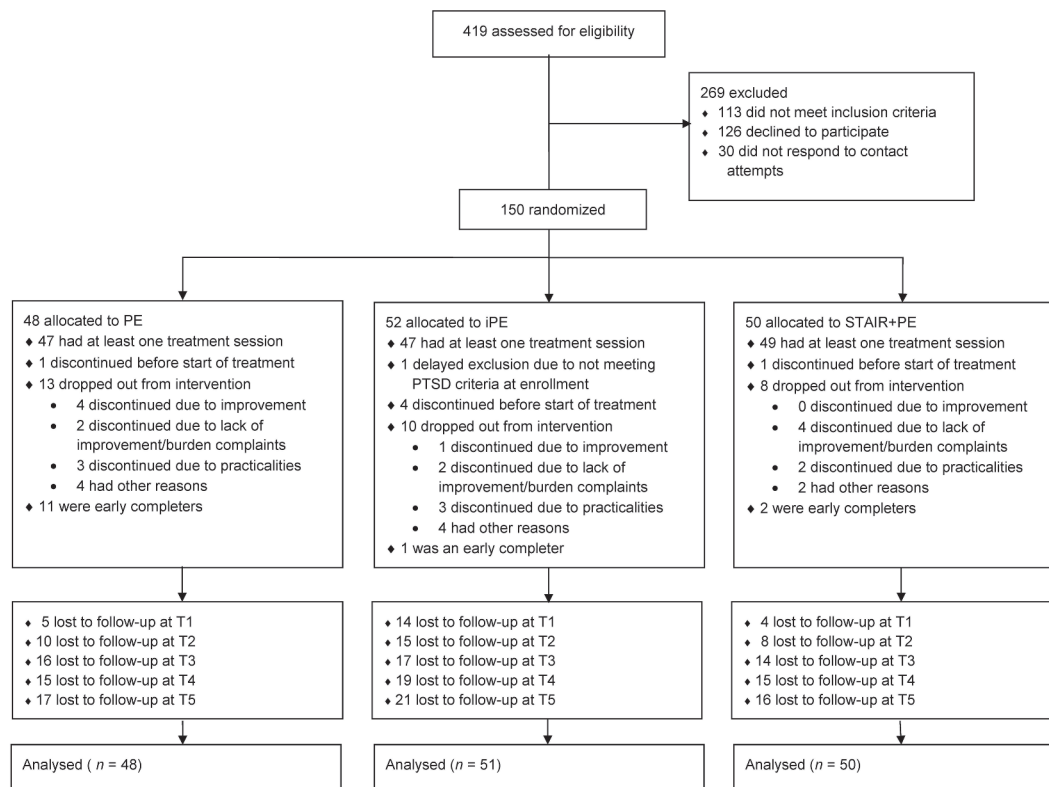 419 assessed for eligibility
269 excluded
♦ 113 did not meet inclusion criteria
♦ 126 declined to participate
♦ 30 did not respond to contact
attempts
150 randomized
48 allocated to PE
♦ 47 had at least one treatment session
♦ 1 discontinued before start of treatment
♦ 13 dropped out from intervention
• 4 discontinued due to improvement
• 2 discontinued due to lack of
improvement/burden complaints
• 3 discontinued due to practicalities
• 4 had other reasons
♦ 11 were early completers
52 allocated to iPE
♦ 47 had at least one treatment session
♦ 1 delayed exclusion due to not meeting
PTSD criteria at enrollment
♦ 4 discontinued before start of treatment
♦ 10 dropped out from intervention
• 1 discontinued due to improvement
• 2 discontinued due to lack of
improvement/burden complaints
• 3 discontinued due to practicalities
• 4 had other reasons
♦ 1 was an early completer
50 allocated to STAIR+PE
♦ 49 had at least one treatment session
♦ 1 discontinued before start of treatment
♦ 8 dropped out from intervention
• 0 discontinued due to improvement
• 4 discontinued due to lack of
improvement/burden complaints
• 2 discontinued due to practicalities
• 2 had other reasons
♦ 2 were early completers
♦ 5 lost to follow-up at T1
♦ 10 lost to follow-up at T2
♦ 16 lost to follow-up at T3
♦ 15 lost to follow-up at T4
♦ 17 lost to follow-up at T5
♦ 14 lost to follow-up at T1
♦ 15 lost to follow-up at T2
♦ 17 lost to follow-up at T3
♦ 19 lost to follow-up at T4
♦ 21 lost to follow-up at T5
♦ 4 lost to follow-up at T1
♦ 8 lost to follow-up at T2
♦ 14 lost to follow-up at T3
♦ 15 lost to follow-up at T4
♦ 16 lost to follow-up at T5
Analysed ( n = 48)
Analysed (n = 51)
Analysed (n = 50)